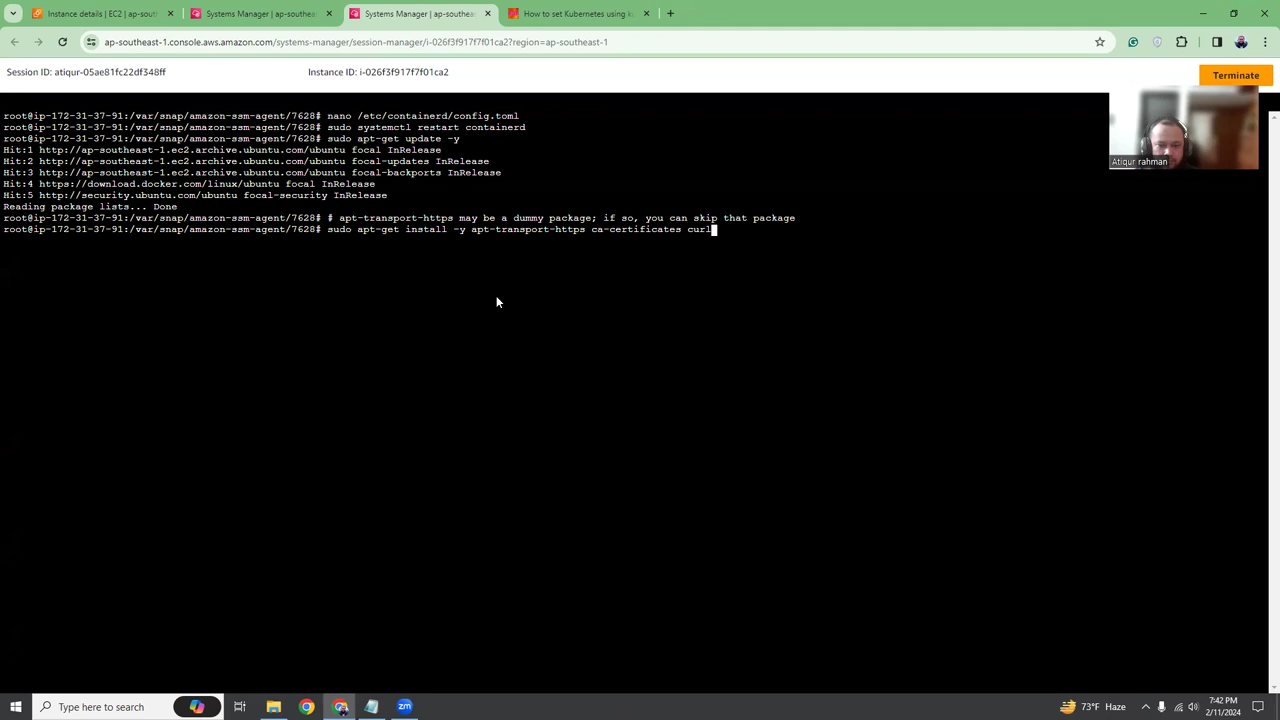 Instance details | EC2 | ap-sou
Systems Manager | ap-southeas
Systems Manager | ap-southeas
How to set Kubernetes using ku
ap-southeast-1.console.aws.amazon.com/systems-manager/session-manager/i-026f3f917f7f01ca2?region=ap-southeast-1
Session ID: atiqur-05ae81fc22df348ff
Instance ID: i-026f3f917f7f01ca2
Terminate
root@ip-172-31-37-91:/var/snap/amazon-ssm-agent/7628# nano /etc/containerd/config.toml
root@ip-172-31-37-91:/var/snap/amazon-ssm-agent/7628# sudo systemctl restart containerd
root@ip-172-31-37-91:/var/snap/amazon-ssm-agent/7628# sudo apt-get update -y
Hit:1 http://ap-southeast-1.ec2.archive.ubuntu.com/ubuntu focal InRelease
Hit:2 http://ap-southeast-1.ec2.archive.ubuntu.com/ubuntu focal-updates InRelease
Hit:3 http://ap-southeast-1.ec2.archive.ubuntu.com/ubuntu focal-backports InRelease
Hit:4 https://download.docker.com/linux/ubuntu focal InRelease
Hit:5 http://security.ubuntu.com/ubuntu focal-security InRelease
Reading package lists... Done
root@ip-172-31-37-91:/var/snap/amazon-ssm-agent/7628# # apt-transport-https may be a dummy package; if so, you can skip that package
root@ip-172-31-37-91:/var/snap/amazon-ssm-agent/7628# sudo apt-get install -y apt-transport-https ca-certificates curl
Atiqur rahman
Type here to search
zm
73°F Haze
7:42 PM
2/11/2024